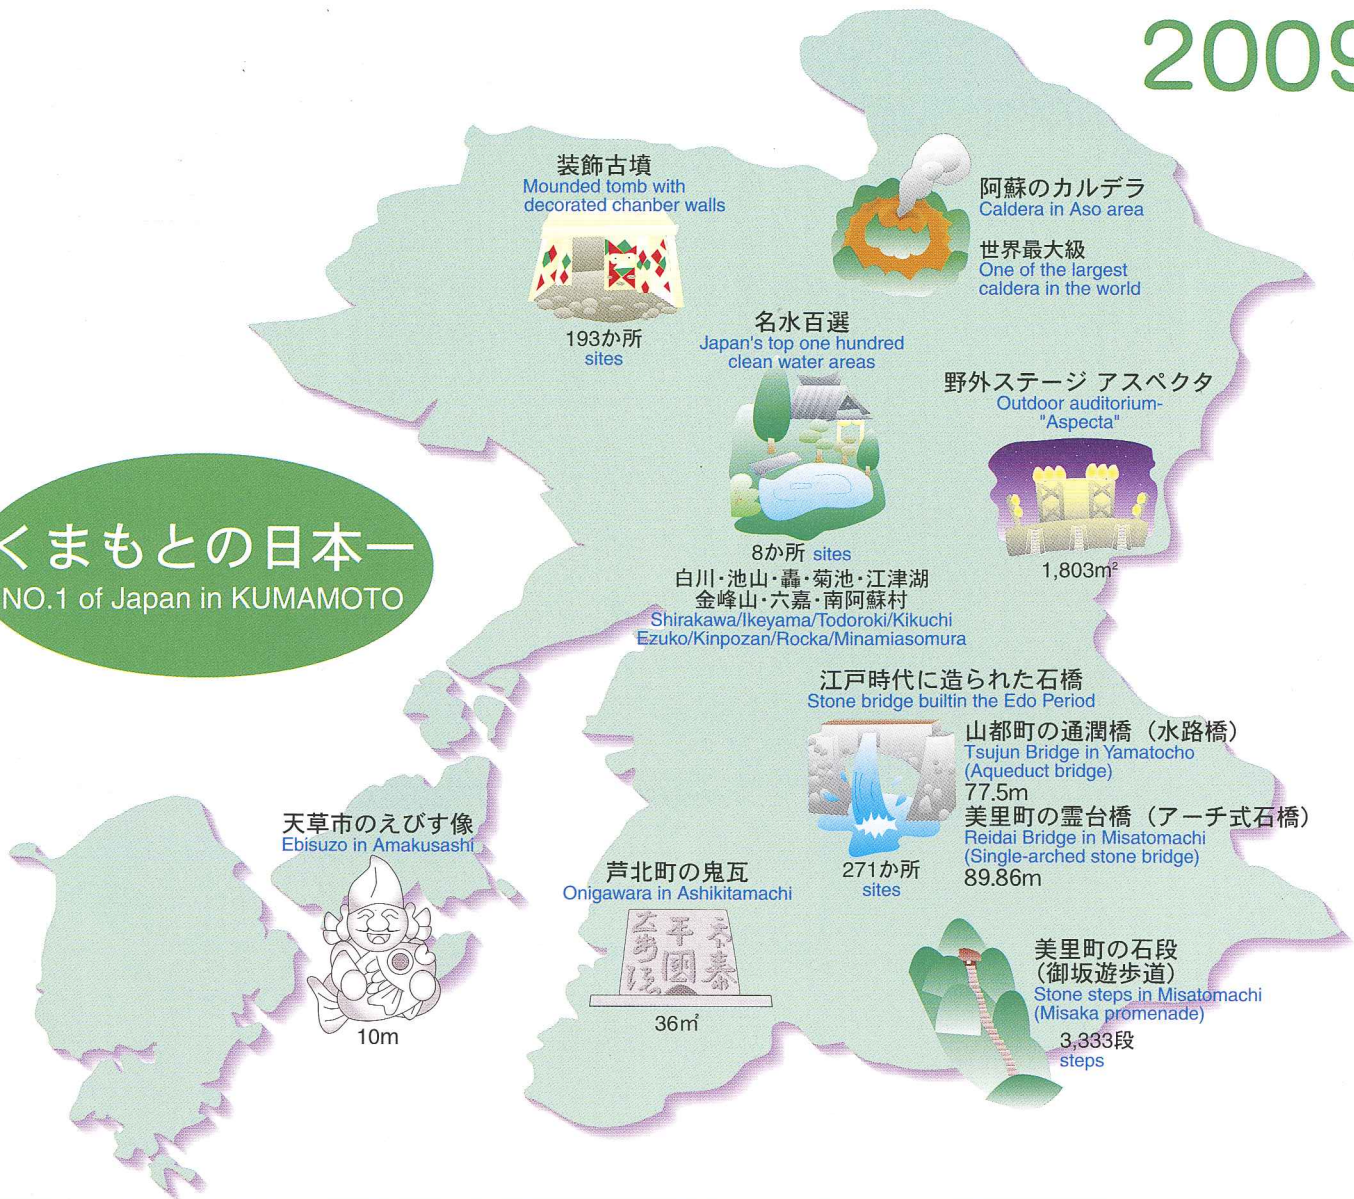 2009
装飾古墳
Mounded tomb with
decorated chanber walls
193か所
sites
阿蘇のカルデラ
Caldera in Aso area
世界最大級
One of the largest
caldera in the world
名水百選
Japan's top one hundred
clean water areas
8か所 sites
白川・池山・轟・菊池・江津湖
金峰山・六嘉・南阿蘇村
Shirakawa/Ikeyama/Todoroki/Kikuchi
Ezuko/Kinpozan/Rocka/Minamiasomura
野外ステージ アスペクタ
Outdoor auditorium-
"Aspecta"
1,803m²
くまもとの日本一
NO.1 of Japan in KUMAMOTO
江戸時代に造られた石橋
Stone bridge builtin the Edo Period
271か所
sites
山都町の通潤橋（水路橋）
Tsujun Bridge in Yamatocho
(Aqueduct bridge)
77.5m
美里町の霊台橋（アーチ式石橋）
Reidai Bridge in Misatomachi
(Single-arched stone bridge)
89.86m
天草市のえびす像
Ebisuzo in Amakusashi
10m
芦北町の鬼瓦
Onigawara in Ashikitamachi
天下泰
平國
36㎡
美里町の石段
（御坂遊歩道）
Stone steps in Misatomachi
(Misaka promenade)
3,333段
steps